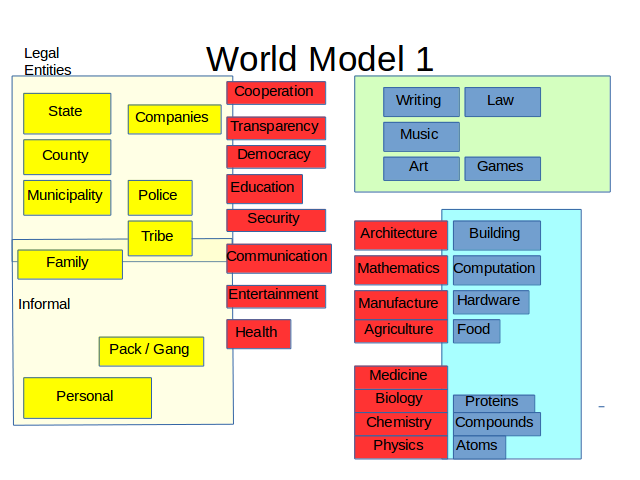 World Model 1
Legal
Entities
State
Companies
County
Municipality
Police
Tribe
Family
Informal
Pack / Gang
Personal
Cooperation
Transparency
Democracy
Education
Security
Communication
Entertainment
Health
Writing
Law
Music
Art
Games
Architecture
Building
Mathematics
Computation
Manufacture
Hardware
Agriculture
Food
Medicine
Biology
Proteins
Chemistry
Compounds
Physics
Atoms